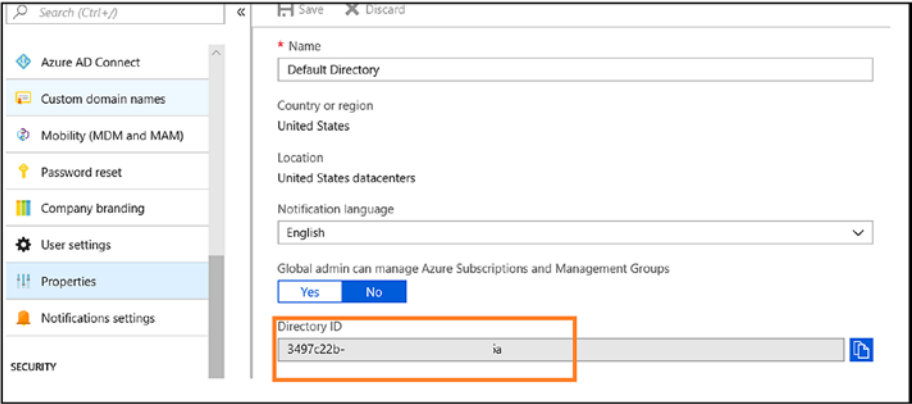 Search (Ctrl+/)
«
Save
Discard
Azure AD Connect
Custom domain names
Mobility (MDM and MAM)
Password reset
Company branding
User settings
Properties
Notifications settings
SECURITY
* Name
Default Directory
Country or region
United States
Location
United States datacenters
Notification language
English
Global admin can manage Azure Subscriptions and Management Groups
Yes No
Directory ID
3497c22b-